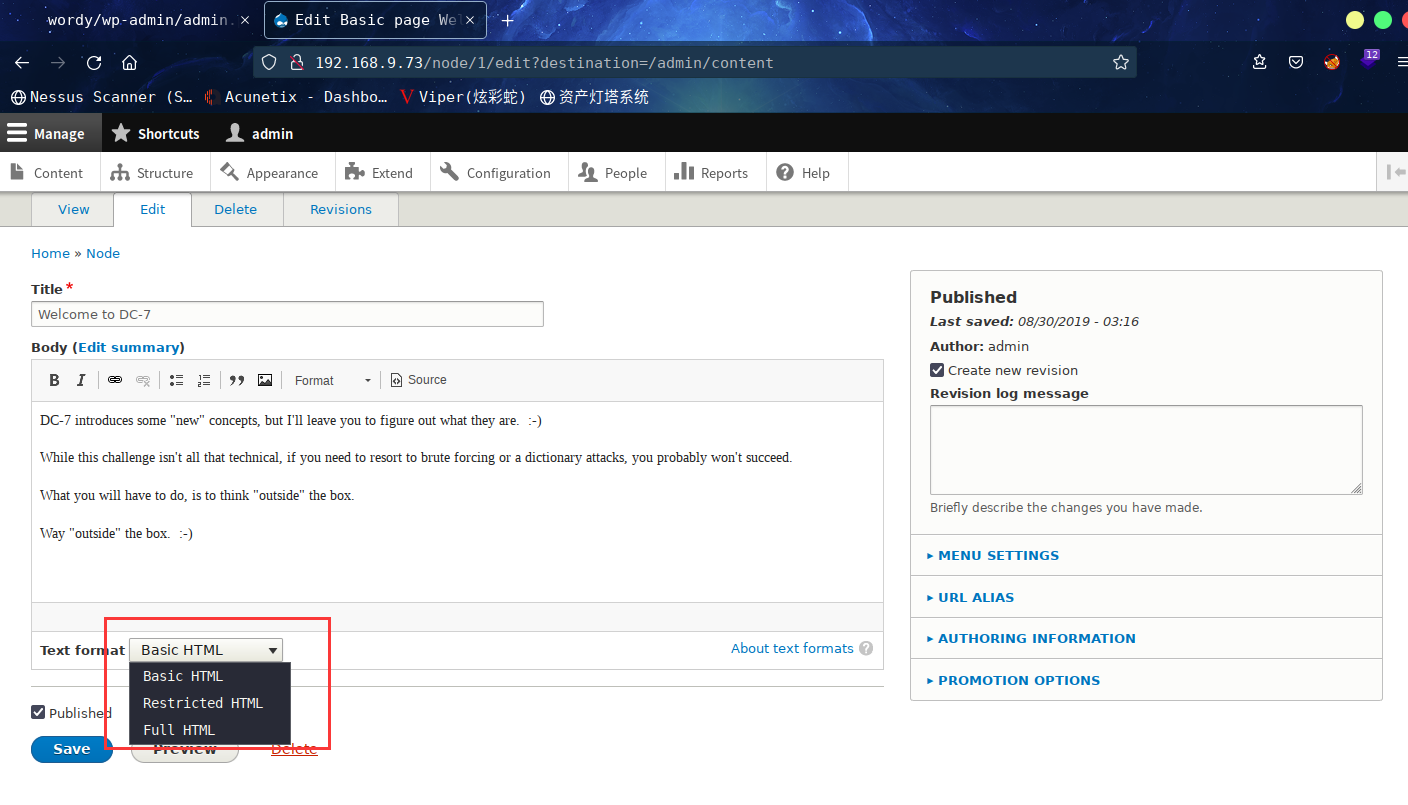 wordy/wp-admin/admin.
Edit Basic page Wel
192.168.9.73/node/1/edit?destination=/admin/content
12
Nessus Scanner (S…
Acunetix - Dashbo…
Viper(炫彩蛇)
资产灯塔系统
Manage
Shortcuts
admin
Content
Structure
Appearance
Extend
Configuration
People
Reports
Help
View
Edit
Delete
Revisions
Home » Node
Title*
Welcome to DC-7
Body (Edit summary)
B I Format Source
DC-7 introduces some "new" concepts, but I'll leave you to figure out what they are. :-)
While this challenge isn't all that technical, if you need to resort to brute forcing or a dictionary attacks, you probably won't succeed.
What you will have to do, is to think "outside" the box.
Way "outside" the box. :-)
Text format Basic HTML
About text formats ?
Basic HTML
Restricted HTML
Full HTML
Published
Save
Preview
Delete
Published
Last saved: 08/30/2019 - 03:16
Author: admin
Create new revision
Revision log message
Briefly describe the changes you have made.
MENU SETTINGS
URL ALIAS
AUTHORING INFORMATION
PROMOTION OPTIONS